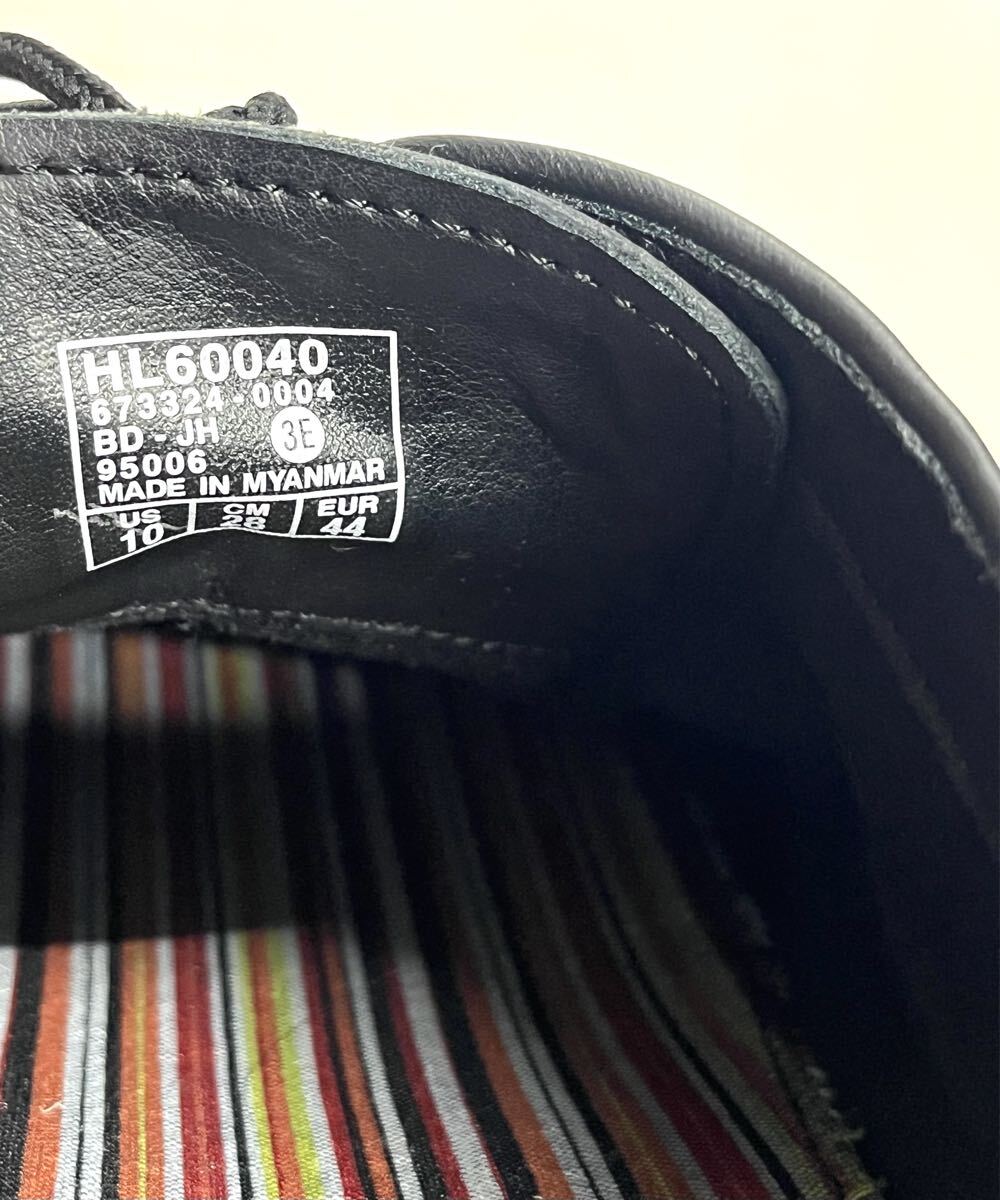 HL60040
673324-0004
BD-JH 3E
95006
MADE IN MYANMAR
US CM EUR
10 28 44